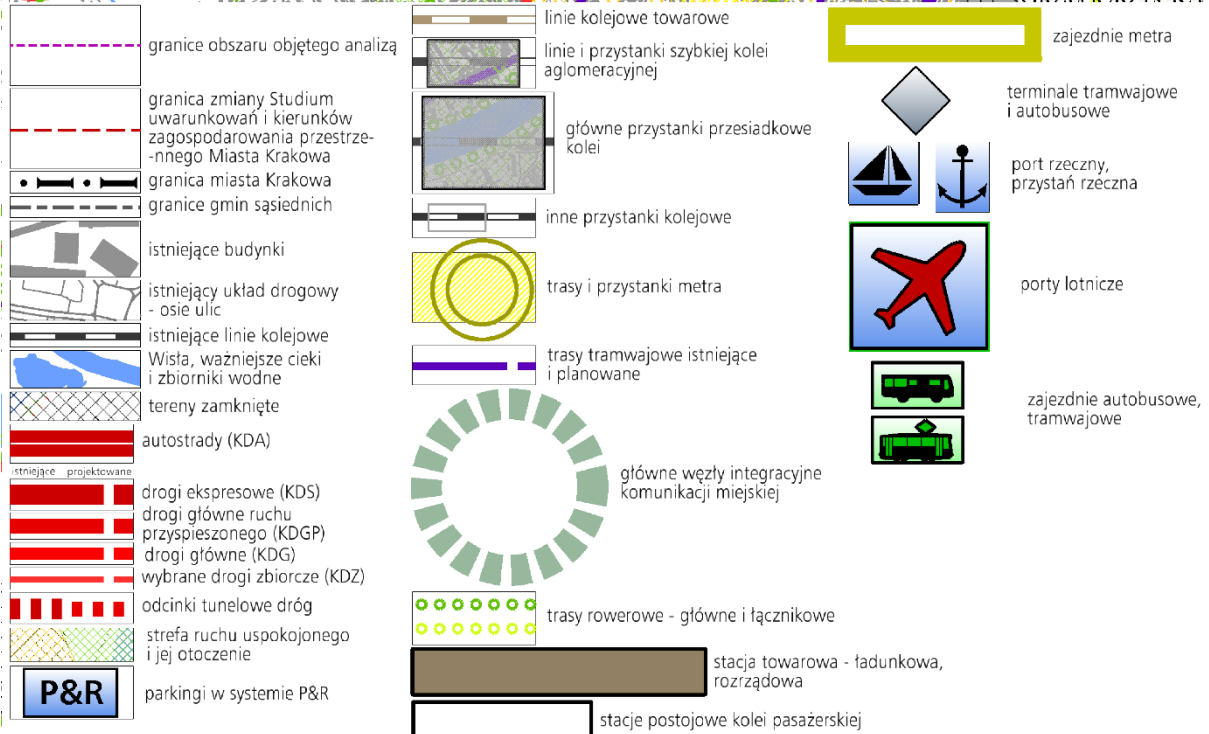 granice obszaru objętego analizą
granica zmiany Studium
uwarunkowań i kierunków
zagospodarowania przestrze-
-nnego Miasta Krakowa
granica miasta Krakowa
granice gmin sąsiednich
istniejące budynki
istniejący układ drogowy
- osie ulic
istniejące linie kolejowe
Wisła, ważniejsze cieki
i zbiorniki wodne
tereny zamknięte
autostrady (KDA)
istniejące projektowane
drogi ekspresowe (KDS)
drogi główne ruchu
przyspieszonego (KDGP)
drogi główne (KDG)
wybrane drogi zbiorcze (KDZ)
odcinki tunelowe dróg
strefa ruchu uspokojonego
i jej otoczenie
P&R
parkingi w systemie P&R
linie kolejowe towarowe
linie i przystanki szybkiej kolei
aglomeracyjnej
główne przystanki przesiadkowe
kolei
inne przystanki kolejowe
trasy i przystanki metra
trasy tramwajowe istniejące
i planowane
główne węzły integracyjne
komunikacji miejskiej
trasy rowerowe - główne i łącznikowe
stacja towarowa - ładunkowa,
rozrządowa
stacje postojowe kolei pasażerskiej
zajezdnie metra
terminale tramwajowe
i autobusowe
port rzeczny,
przystań rzeczna
porty lotnicze
zajezdnie autobusowe,
tramwajowe